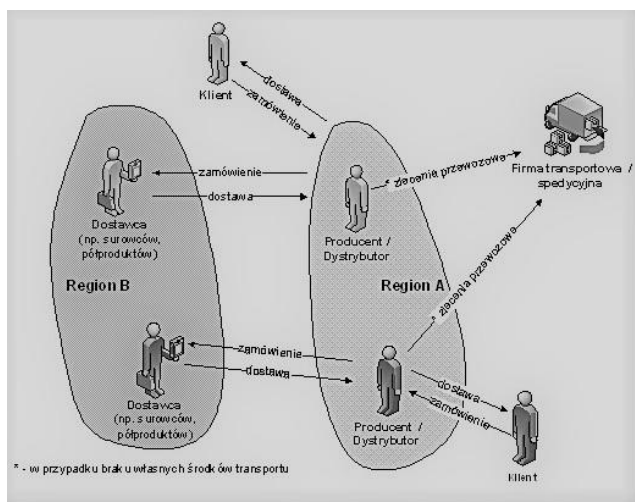 Klient
dostawa
zamówienie
zamówienie
dostawa
Dostawca
(np. surowców,
półproduktów)
Region B
Producent /
Dystrybutor
Region A
* zlecenia przewozowe
Firma transportowa /
spedycyjna
* zlecenia przewozowe
zamówienie
dostawa
Dostawca
(np. surowców,
półproduktów)
Producent /
Dystrybutor
dostawa
zamówienie
Klient
* - w przypadku braku własnych środków transportu